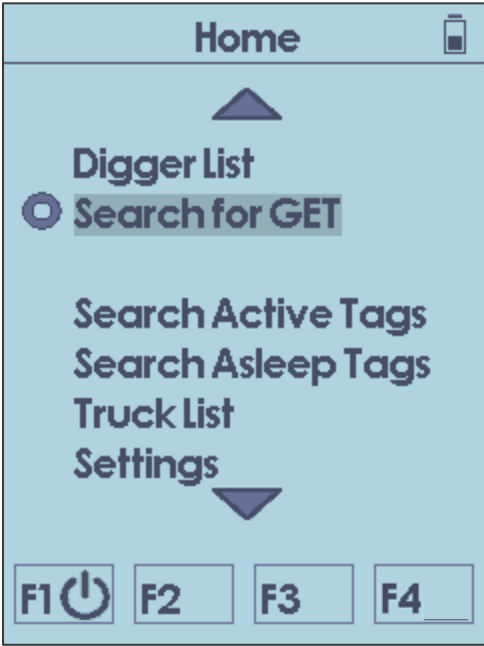 Home
Digger List
Search for GET
Search Active Tags
Search Asleep Tags
Truck List
Settings
F1 F2 F3 F4